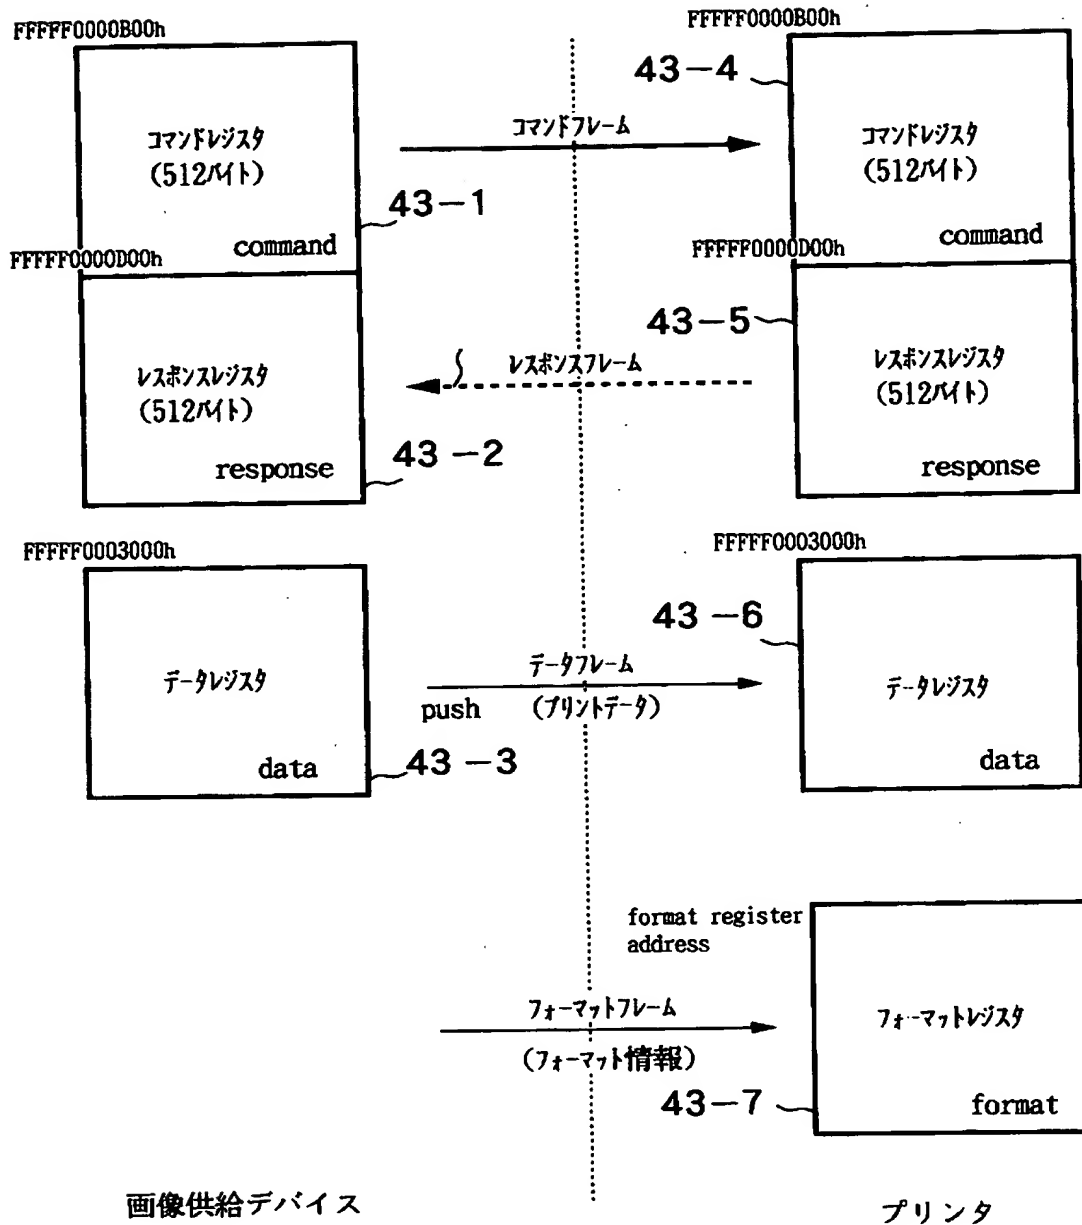 FFFFF0000B00h
FFFFF0000B00h
43-4
コマンドレジスタ
(512バイト)
コマンドフレーム
コマンドレジスタ
(512バイト)
43-1
command
command
FFFFF0000D00h
FFFFF0000D00h
43-5
レスポンスレジスタ
(512バイト)
レスポンスフレーム
レスポンスレジスタ
(512バイト)
43-2
response
response
FFFFF0003000h
FFFFF0003000h
43-6
データレジスタ
データフレーム
push
(プリントデータ)
データレジスタ
43-3
data
data
format register
address
フォーマットフレーム
(フォーマット情報)
フォーマットレジスタ
43-7
format
画像供給デバイス
プリンタ